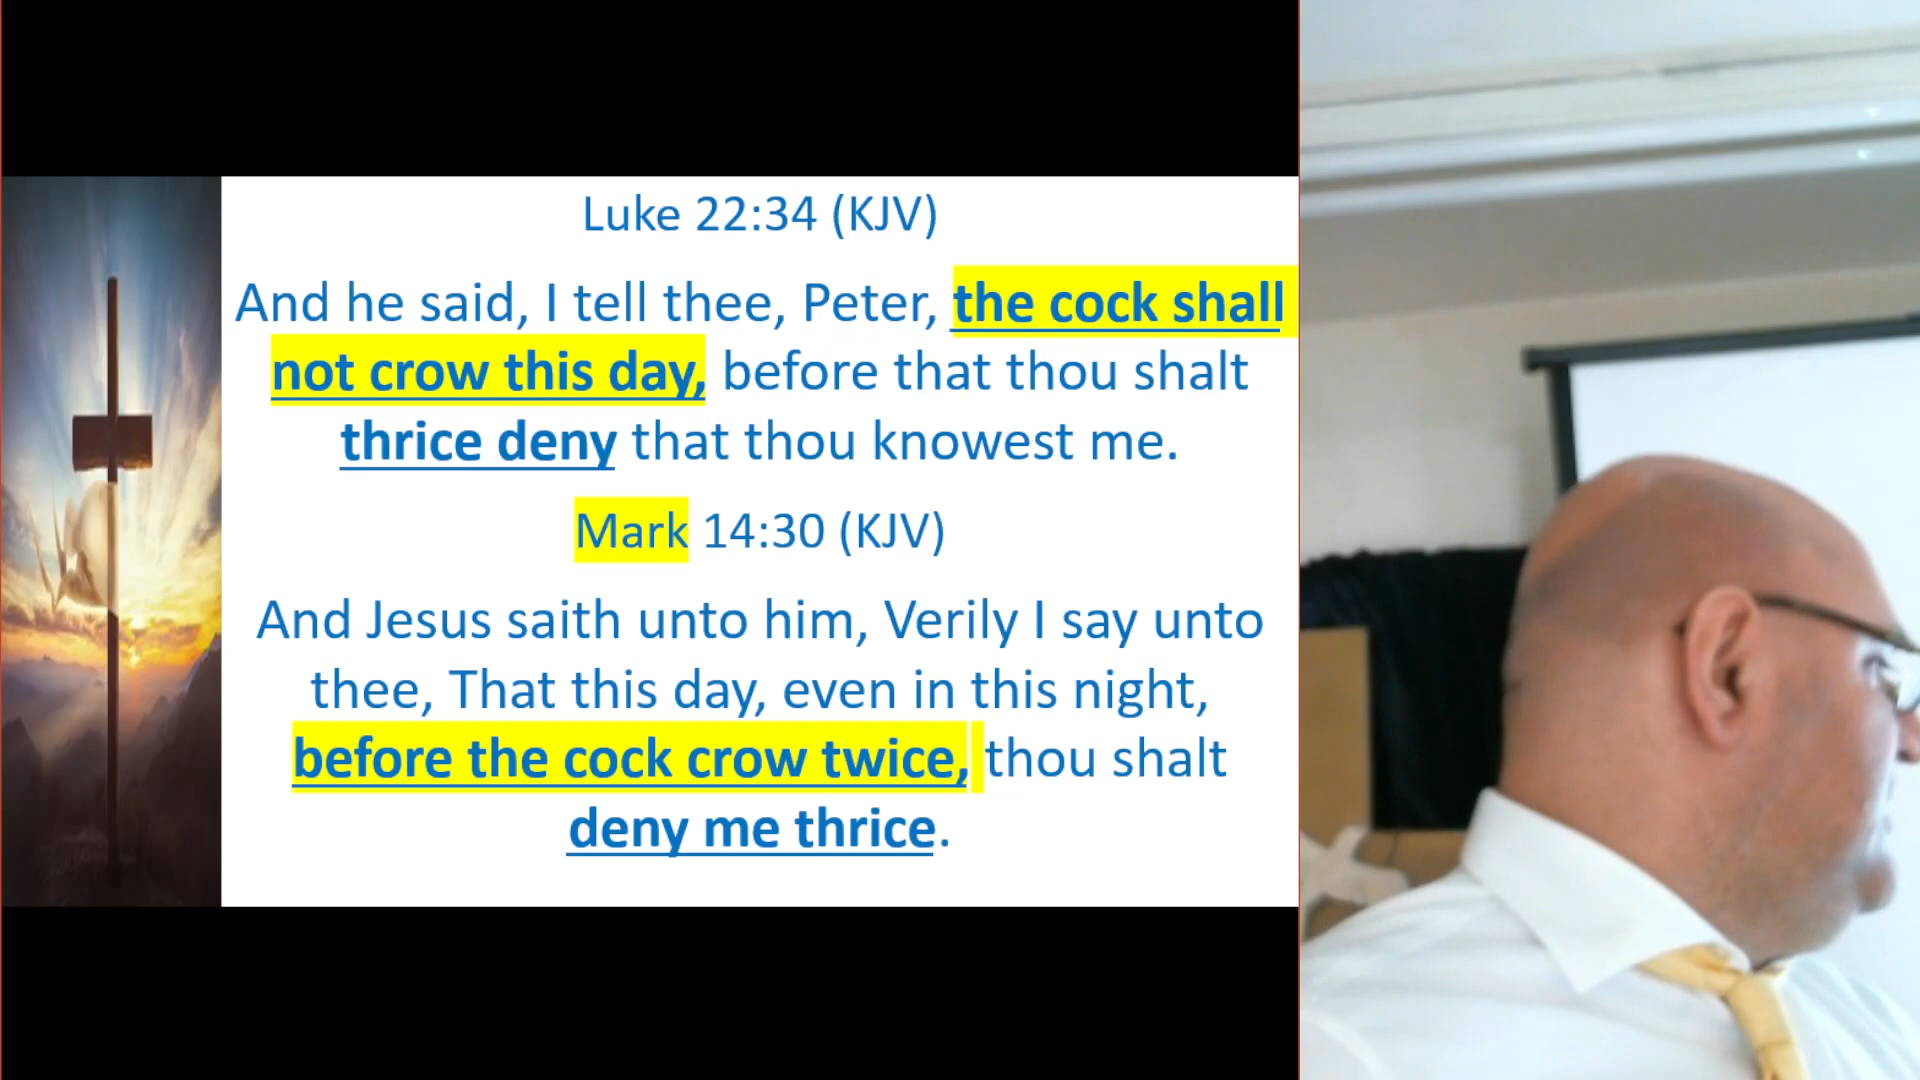 Luke 22:34 (KJV)
And he said, I tell thee, Peter, the cock shall
not crow this day, before that thou shalt
thrice deny that thou knowest me.
Mark 14:30 (KJV)
And Jesus saith unto him, Verily I say unto
thee, That this day, even in this night,
before the cock crow twice, thou shalt
deny me thrice.